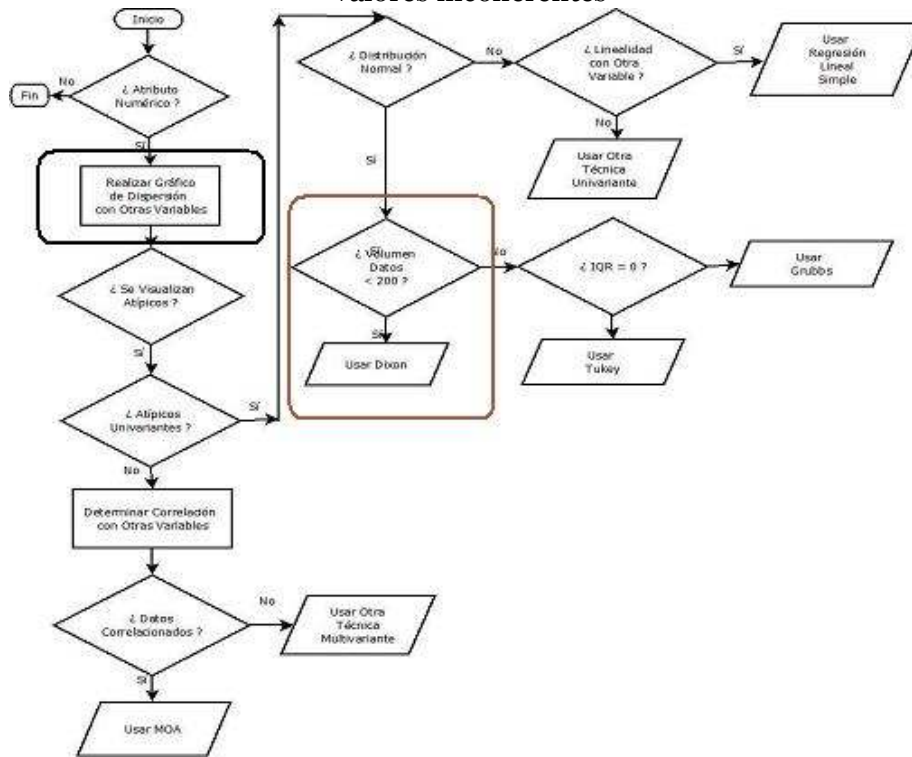 valores incoherentes
Inicio
¿ Atributo
Numérico ?
No
Fin
Sí
Realizar Gráfico
de Dispersión
con Otras Variables
¿ Se Visualizan
Atípicos ?
Sí
¿ Atípicos
Univariantes ?
Sí
No
Determinar Correlación
con Otras Variables
¿ Datos
Correlacionados ?
No
Usar Otra
Técnica
Multivariante
Sí
Usar MOA
¿ Distribución
Normal ?
No
¿ Linealidad
con Otra
Variable ?
Sí
Usar
Regresión
Lineal
Simple
No
Usar Otra
Técnica
Univariante
Sí
Sí
¿ Volumen
Datos
< 200 ?
No
¿ IQR = 0 ?
Usar
Grubbs
Sí
Usar Dixon
Usar
Tukey